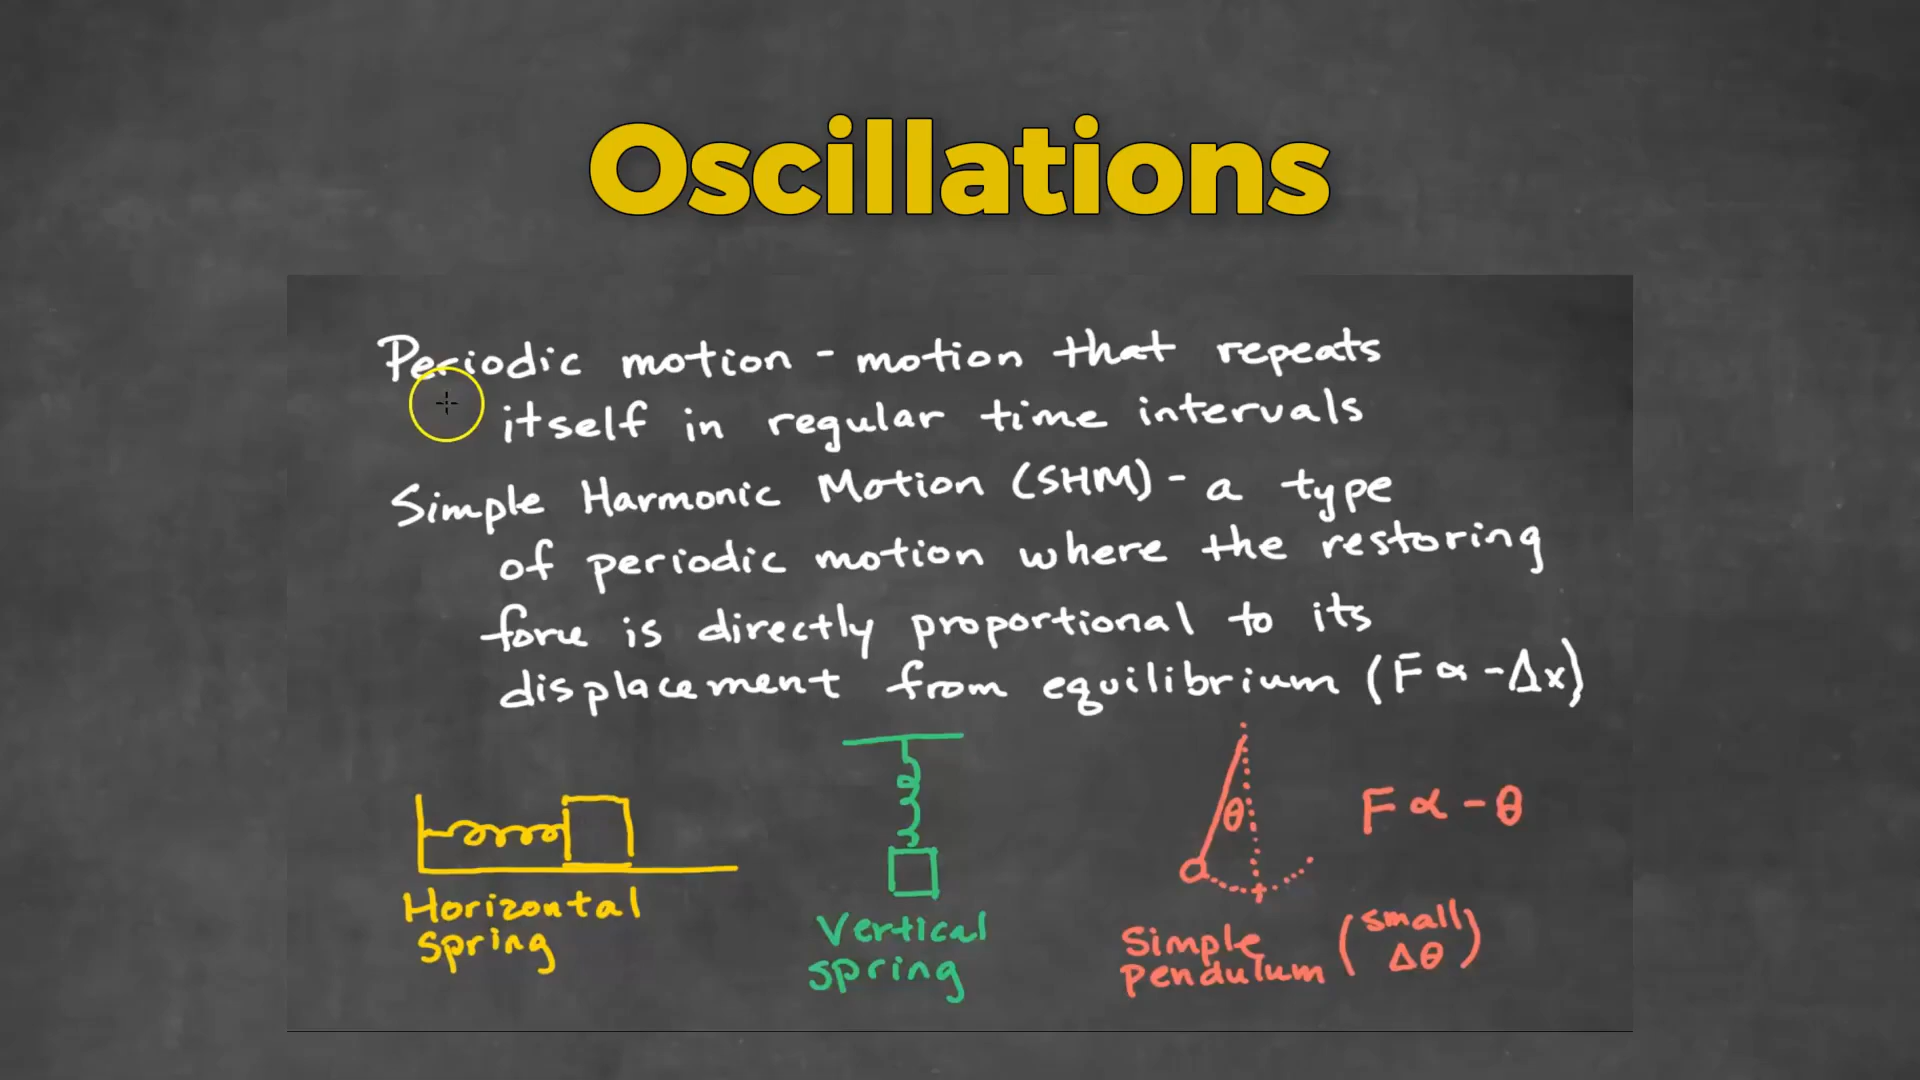 Oscillations
Periodic motion - motion that repeats
itself in regular time intervals
Simple Harmonic Motion (SHM) - a type
of periodic motion where the restoring
force is directly proportional to its
displacement from equilibrium (F ∝ -Δx)
θ
F ∝ - θ
Horizontal
spring
Vertical
spring
Simple
pendulum
(small
Δθ)